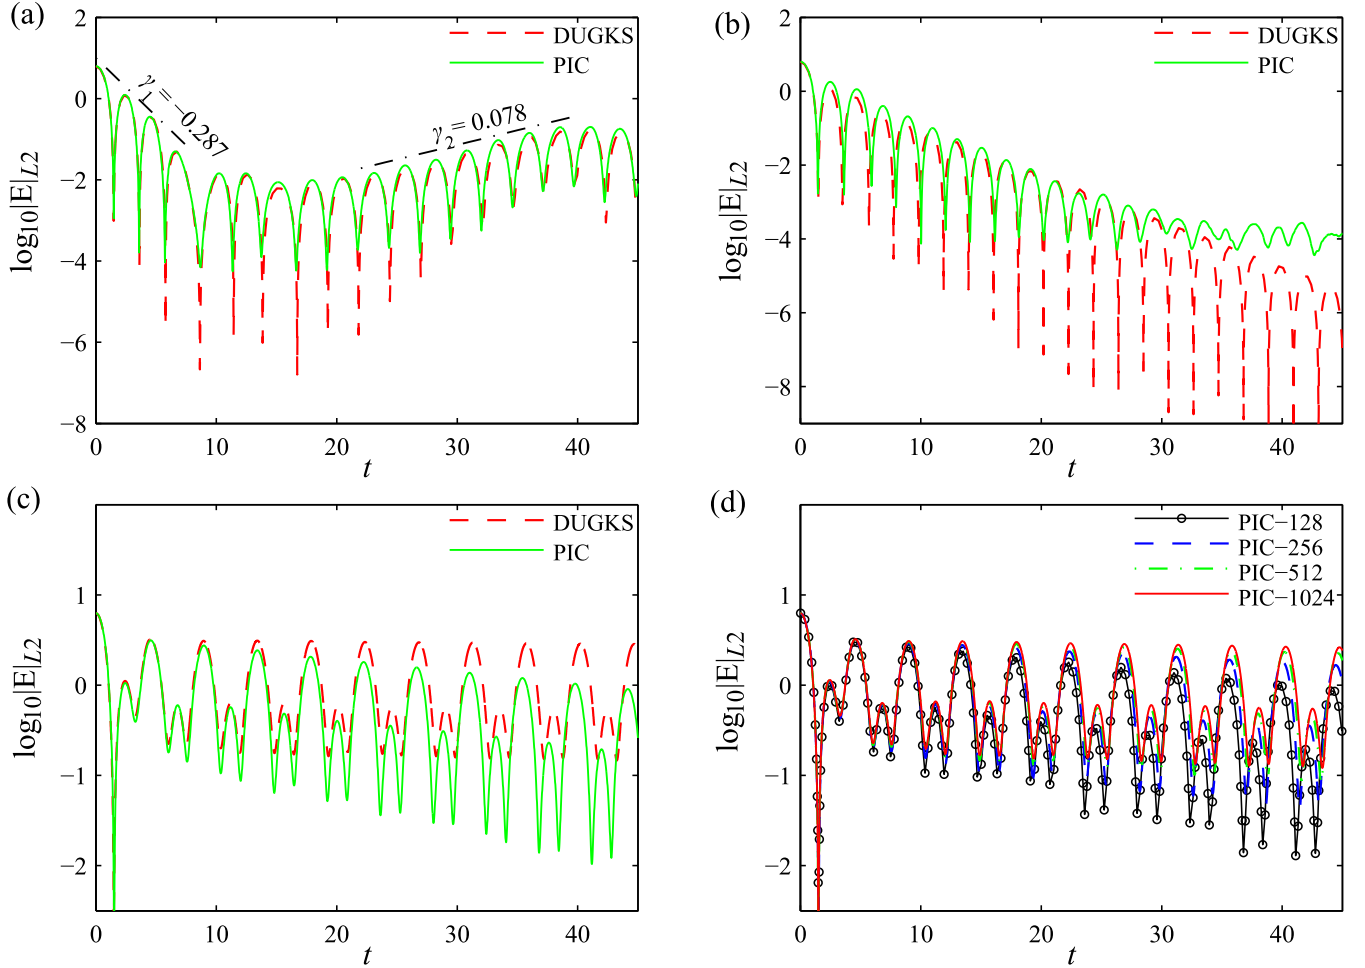 (a)
2
0
−2
−4
−6
−8
0
10
20
30
40
t
log10|E|L2
DUGKS
PIC
γ1 = −0.287
γ2 = 0.078
(b)
2
0
−2
−4
−6
−8
0
10
20
30
40
t
log10|E|L2
DUGKS
PIC
(c)
1
0
−1
−2
0
10
20
30
40
t
log10|E|L2
DUGKS
PIC
(d)
1
0
−1
−2
0
10
20
30
40
t
log10|E|L2
PIC−128
PIC−256
PIC−512
PIC−1024